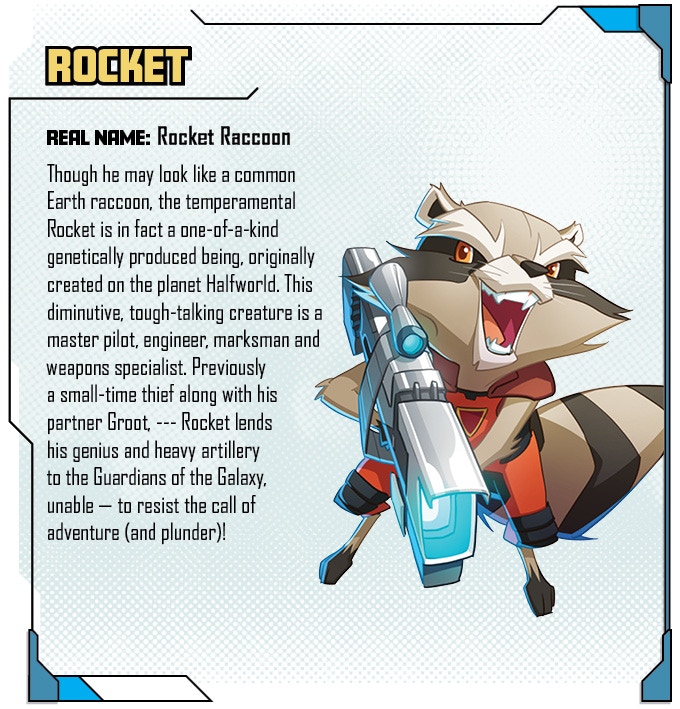 ROCKET
REAL NAME: Rocket Raccoon
Though he may look like a common
Earth raccoon, the temperamental
Rocket is in fact a one-of-a-kind
genetically produced being, originally
created on the planet Halfworld. This
diminutive, tough-talking creature is a
master pilot, engineer, marksman and
weapons specialist. Previously
a small-time thief along with his
partner Groot, --- Rocket lends
his genius and heavy artillery
to the Guardians of the Galaxy,
unable — to resist the call of
adventure (and plunder)!